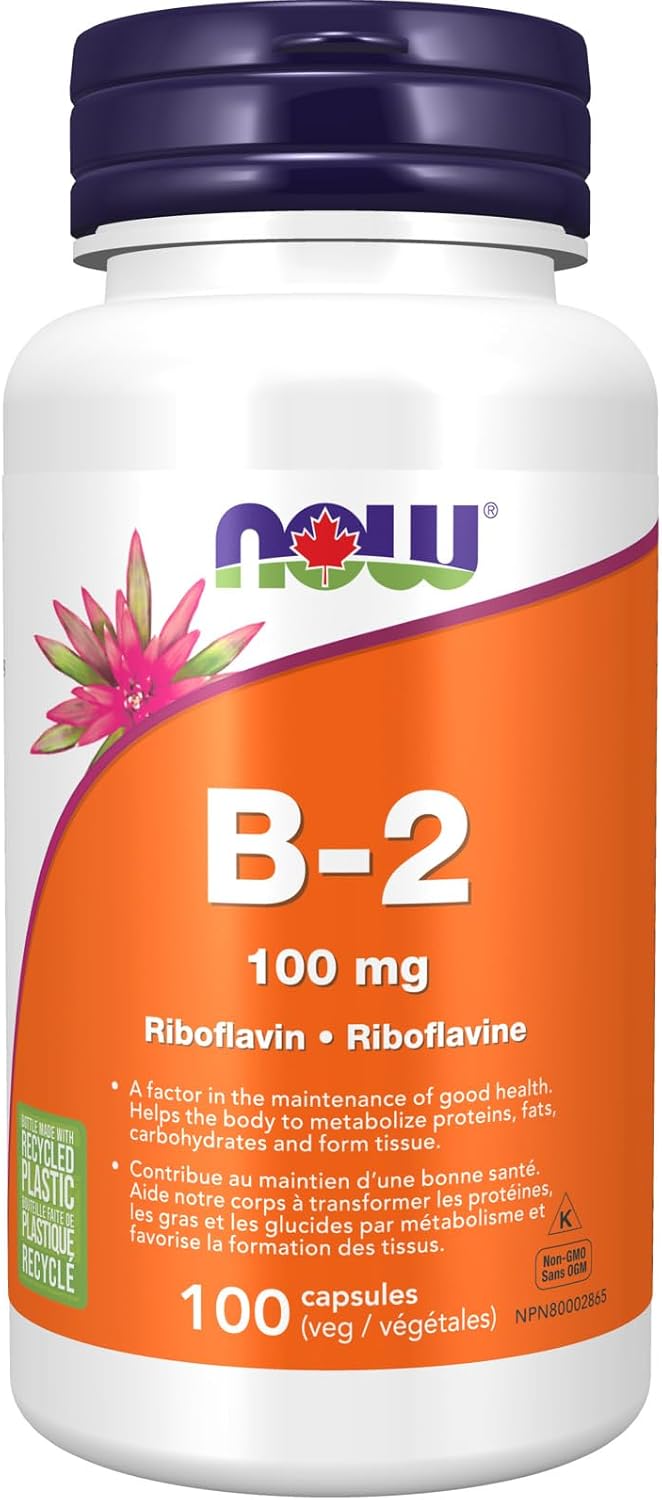 NOW®
B-2
100 mg
Riboflavin • Riboflavine
• A factor in the maintenance of good health.
Helps the body to metabolize proteins, fats,
carbohydrates and form tissue.
• Contribue au maintien d'une bonne santé.
Aide notre corps à transformer les protéines,
les gras et les glucides par métabolisme et
favorise la formation des tissus.
K
Non-GMO
Sans OGM
BOTTLE MADE WITH
RECYCLED
PLASTIC
BOUTEILLE FAITE DE
PLASTIQUE
RECYCLÉ
100 capsules
(veg / végétales)
NPN80002865